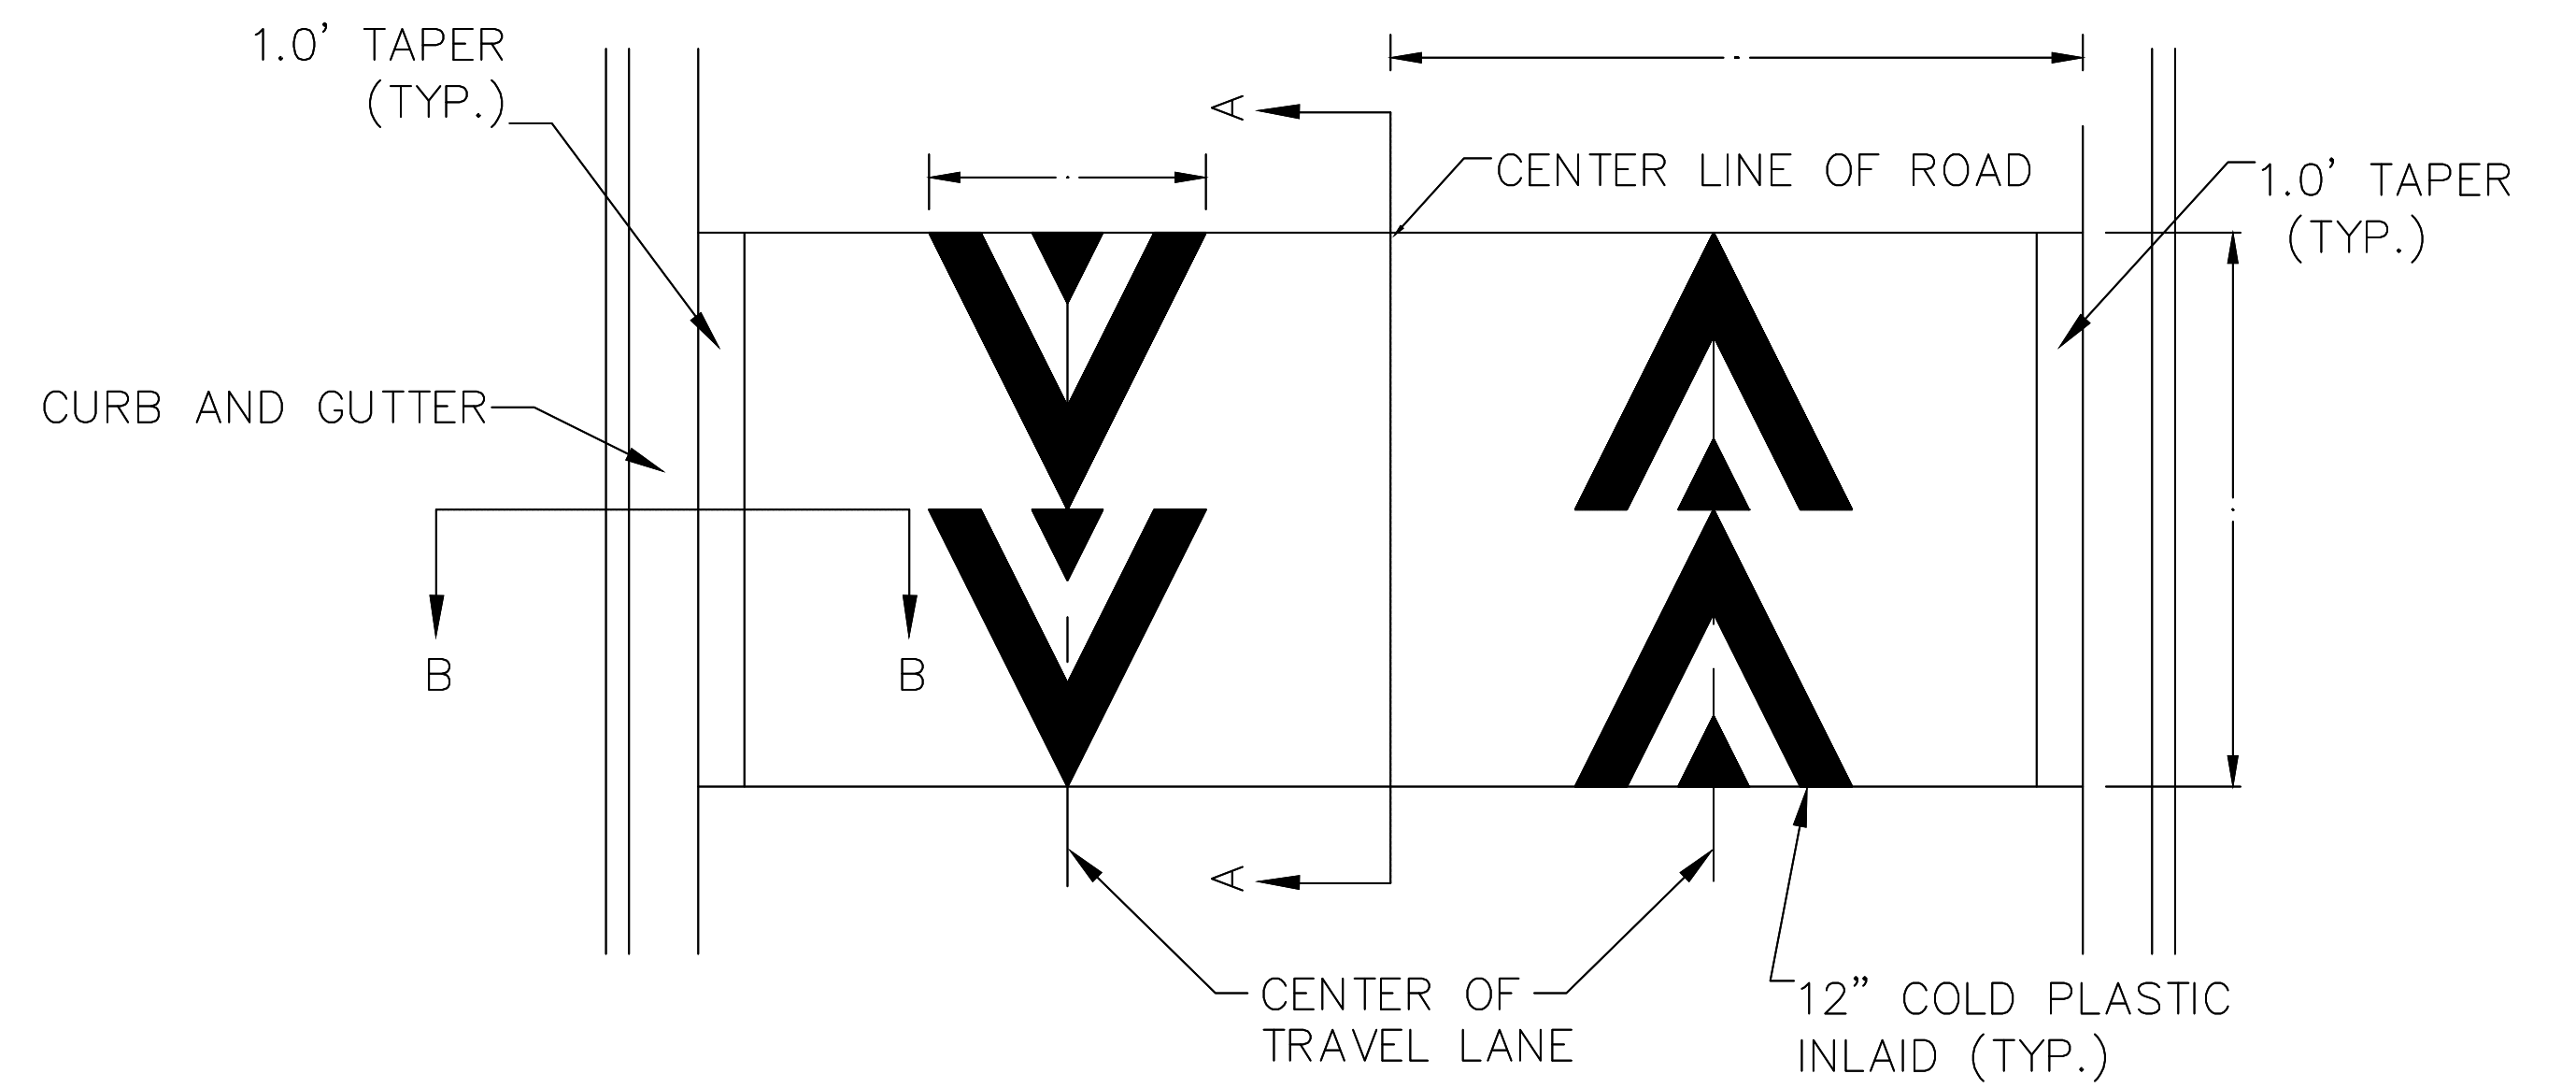 1.0' TAPER
(TYP.)
A
CENTER LINE OF ROAD
1.0' TAPER
(TYP.)
CURB AND GUTTER
B
B
A
CENTER OF
TRAVEL LANE
12” COLD PLASTIC
INLAID (TYP.)